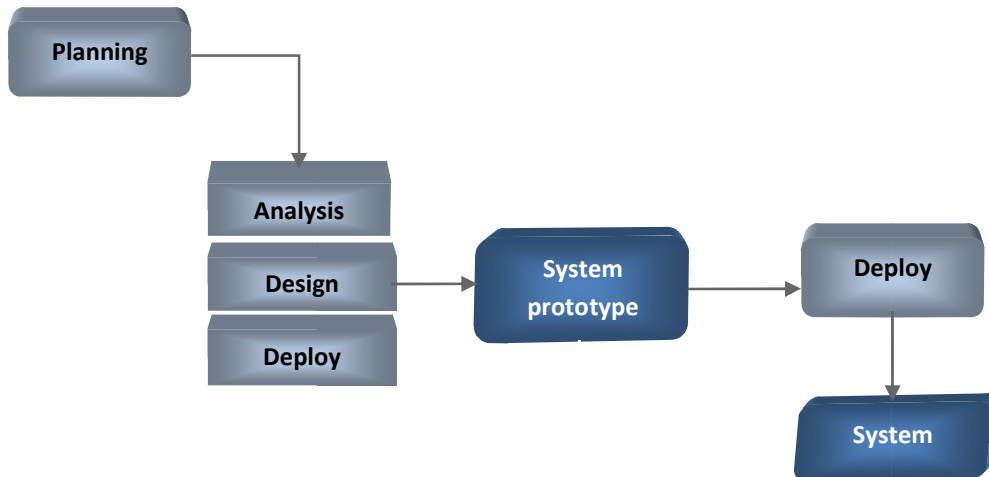 Planning
Analysis
Design
Deploy
System
prototype
Deploy
System